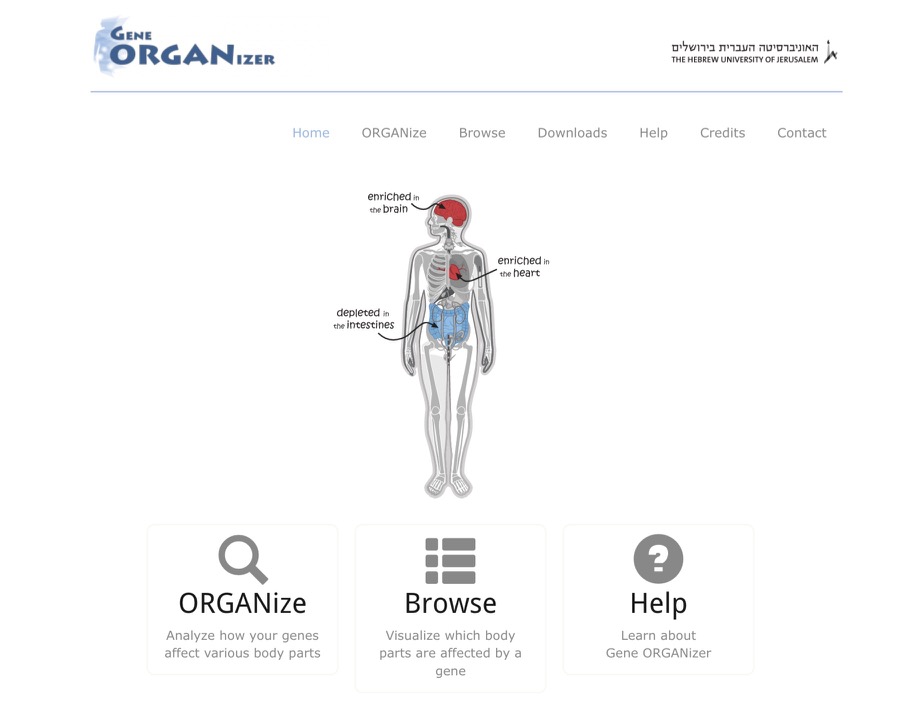 GENE
ORGANIZER
האוניברסיטה העברית בירושלים
THE HEBREW UNIVERSITY OF JERUSALEM
Home ORGANize Browse Downloads Help Credits Contact
enriched in
the brain
enriched in
the heart
depleted in
the intestines
ORGANize
Analyze how your genes
affect various body parts
Browse
Visualize which body
parts are affected by a
gene
Help
Learn about
Gene ORGANizer